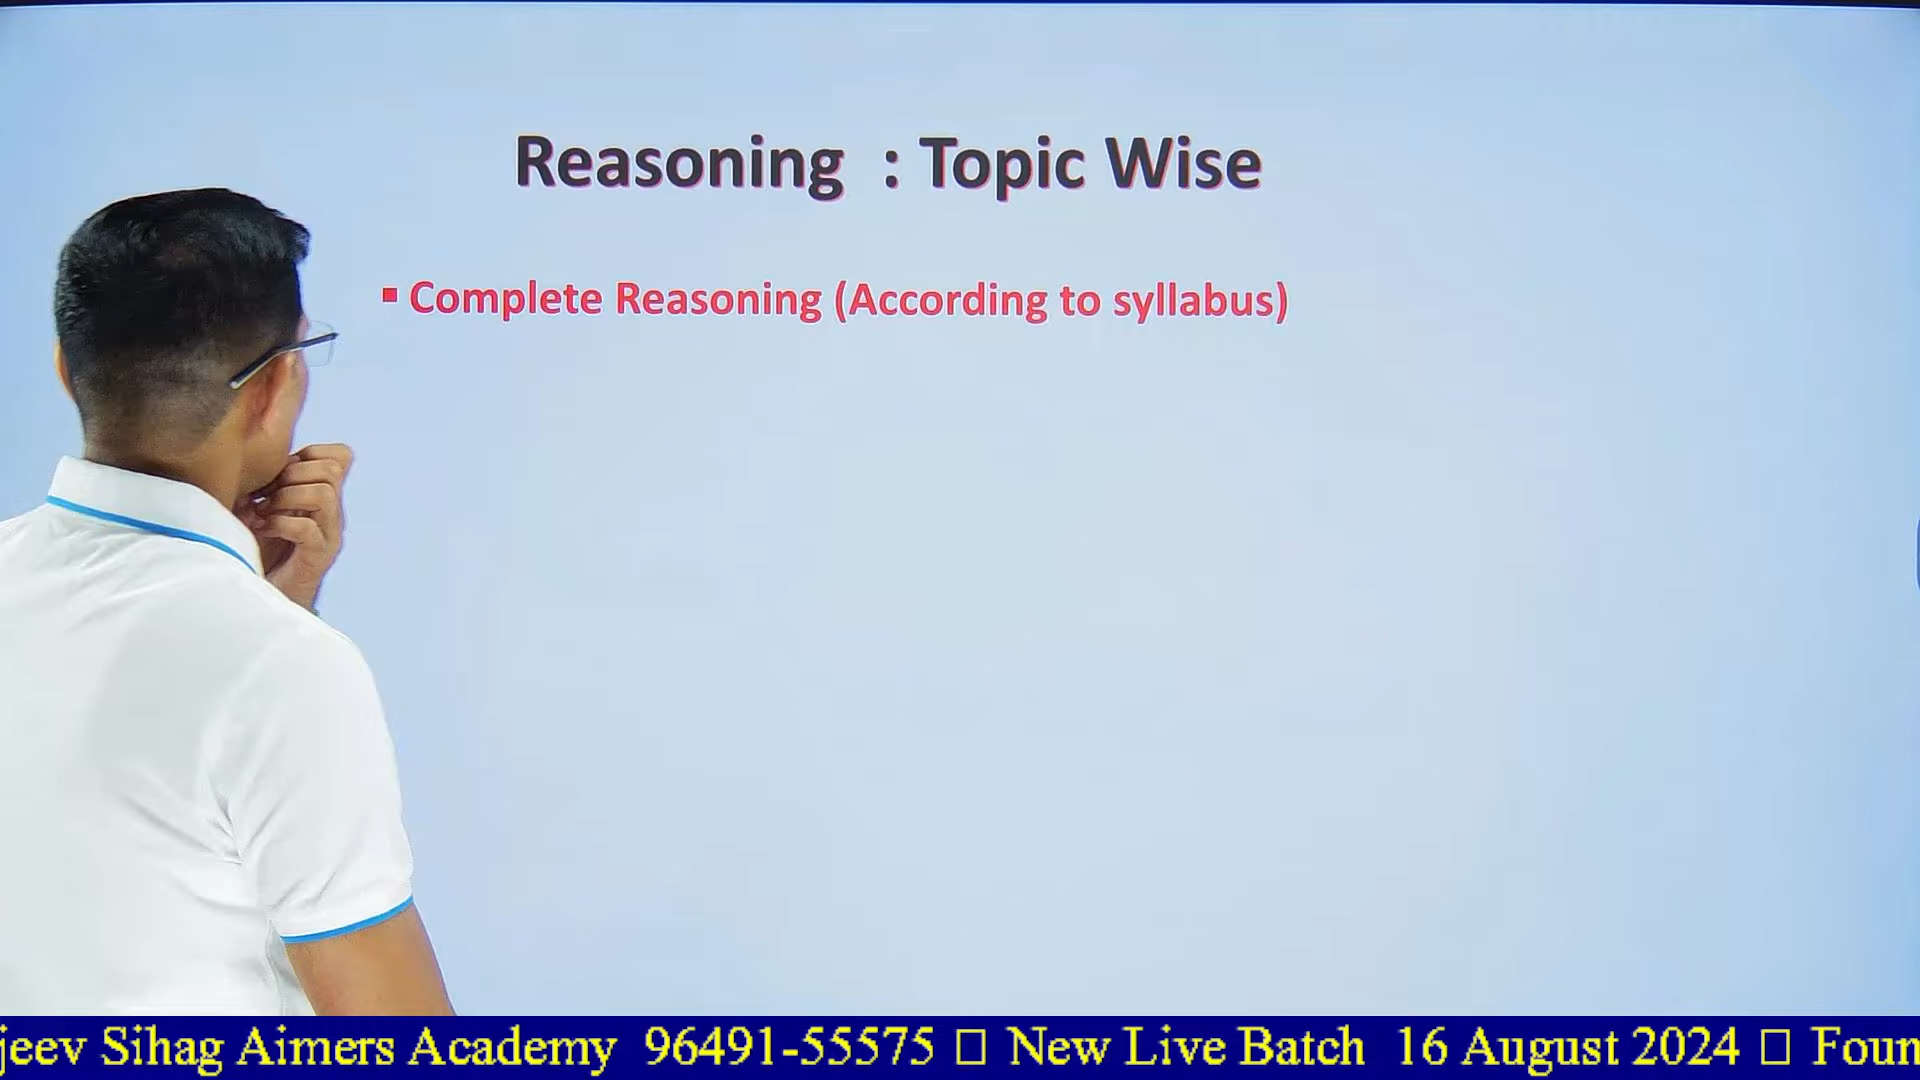 Reasoning : Topic Wise
▪ Complete Reasoning (According to syllabus)
jeev Sihag Aimers Academy 96491-55575 □ New Live Batch 16 August 2024 □ Foun